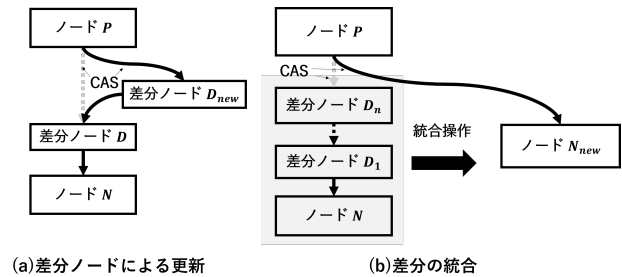 ノード P
CAS
差分ノード D_new
差分ノード D
ノード N
(a)差分ノードによる更新
ノード P
CAS
差分ノード D_n
差分ノード D_1
ノード N
統合操作
ノード N_new
(b)差分の統合